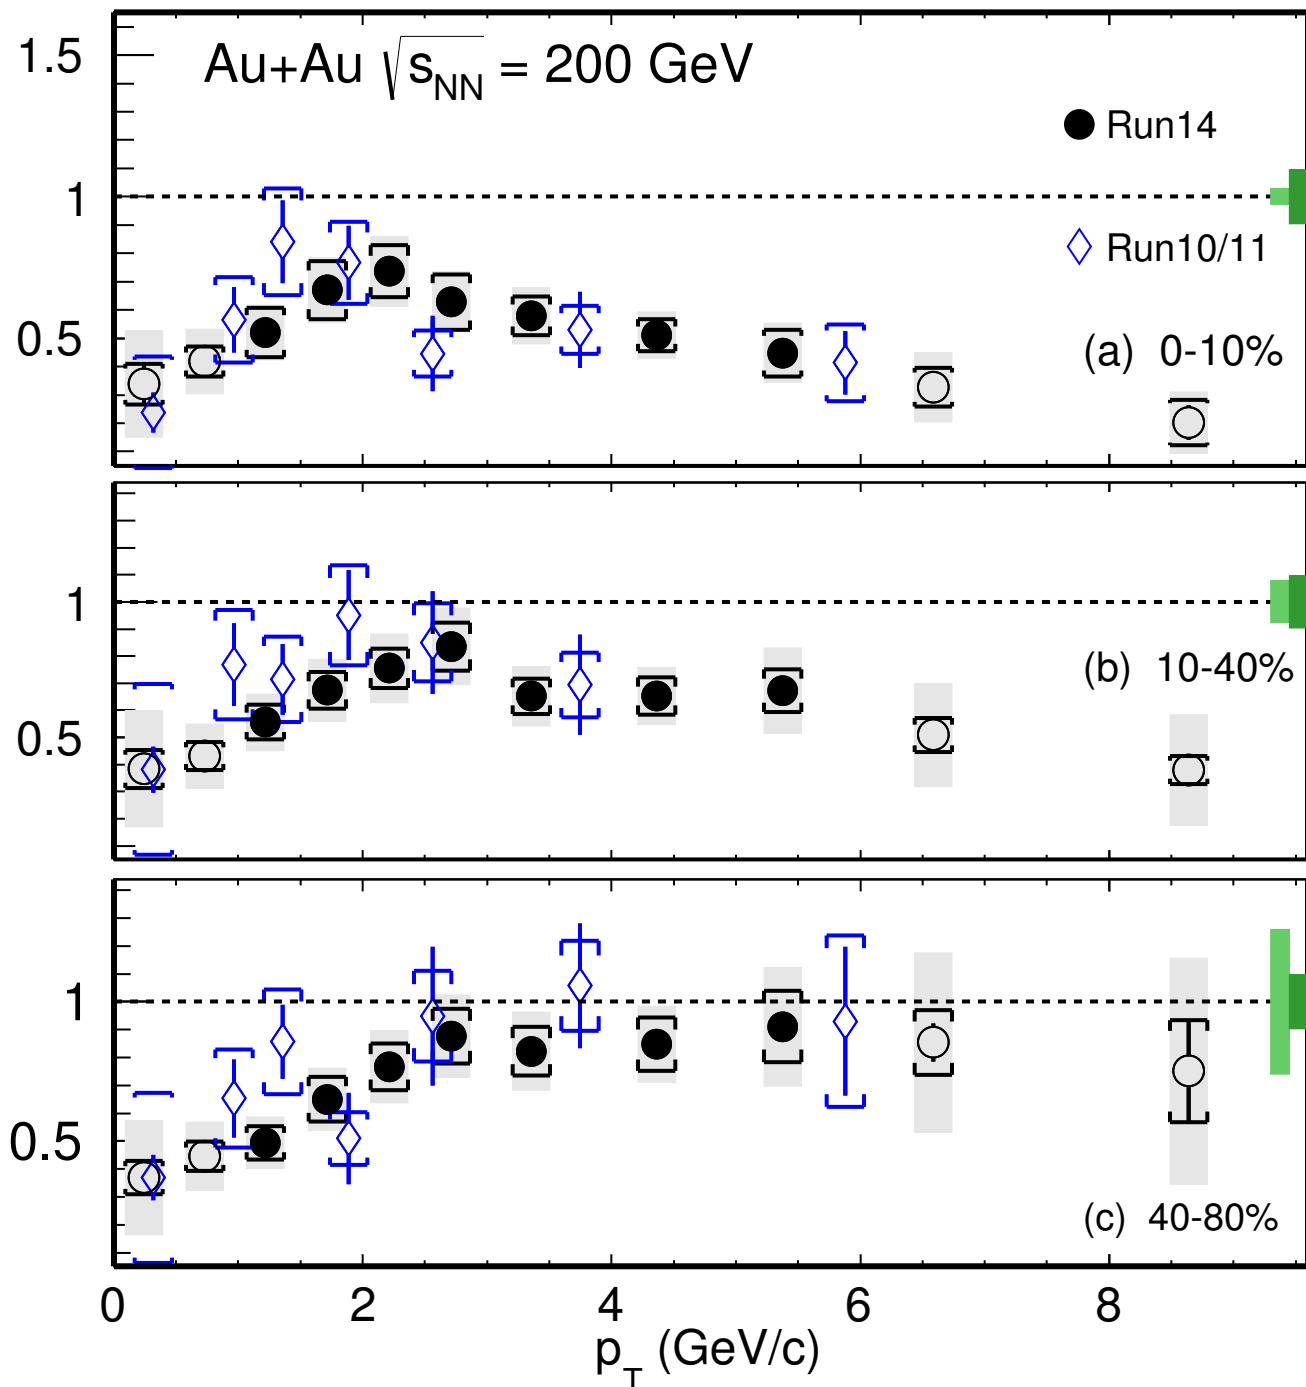 1.5
Au+Au √sNN = 200 GeV
Run14
1
Run10/11
0.5
(a) 0-10%
1
(b) 10-40%
0.5
1
0.5
(c) 40-80%
0 2 4 6 8
pT (GeV/c)